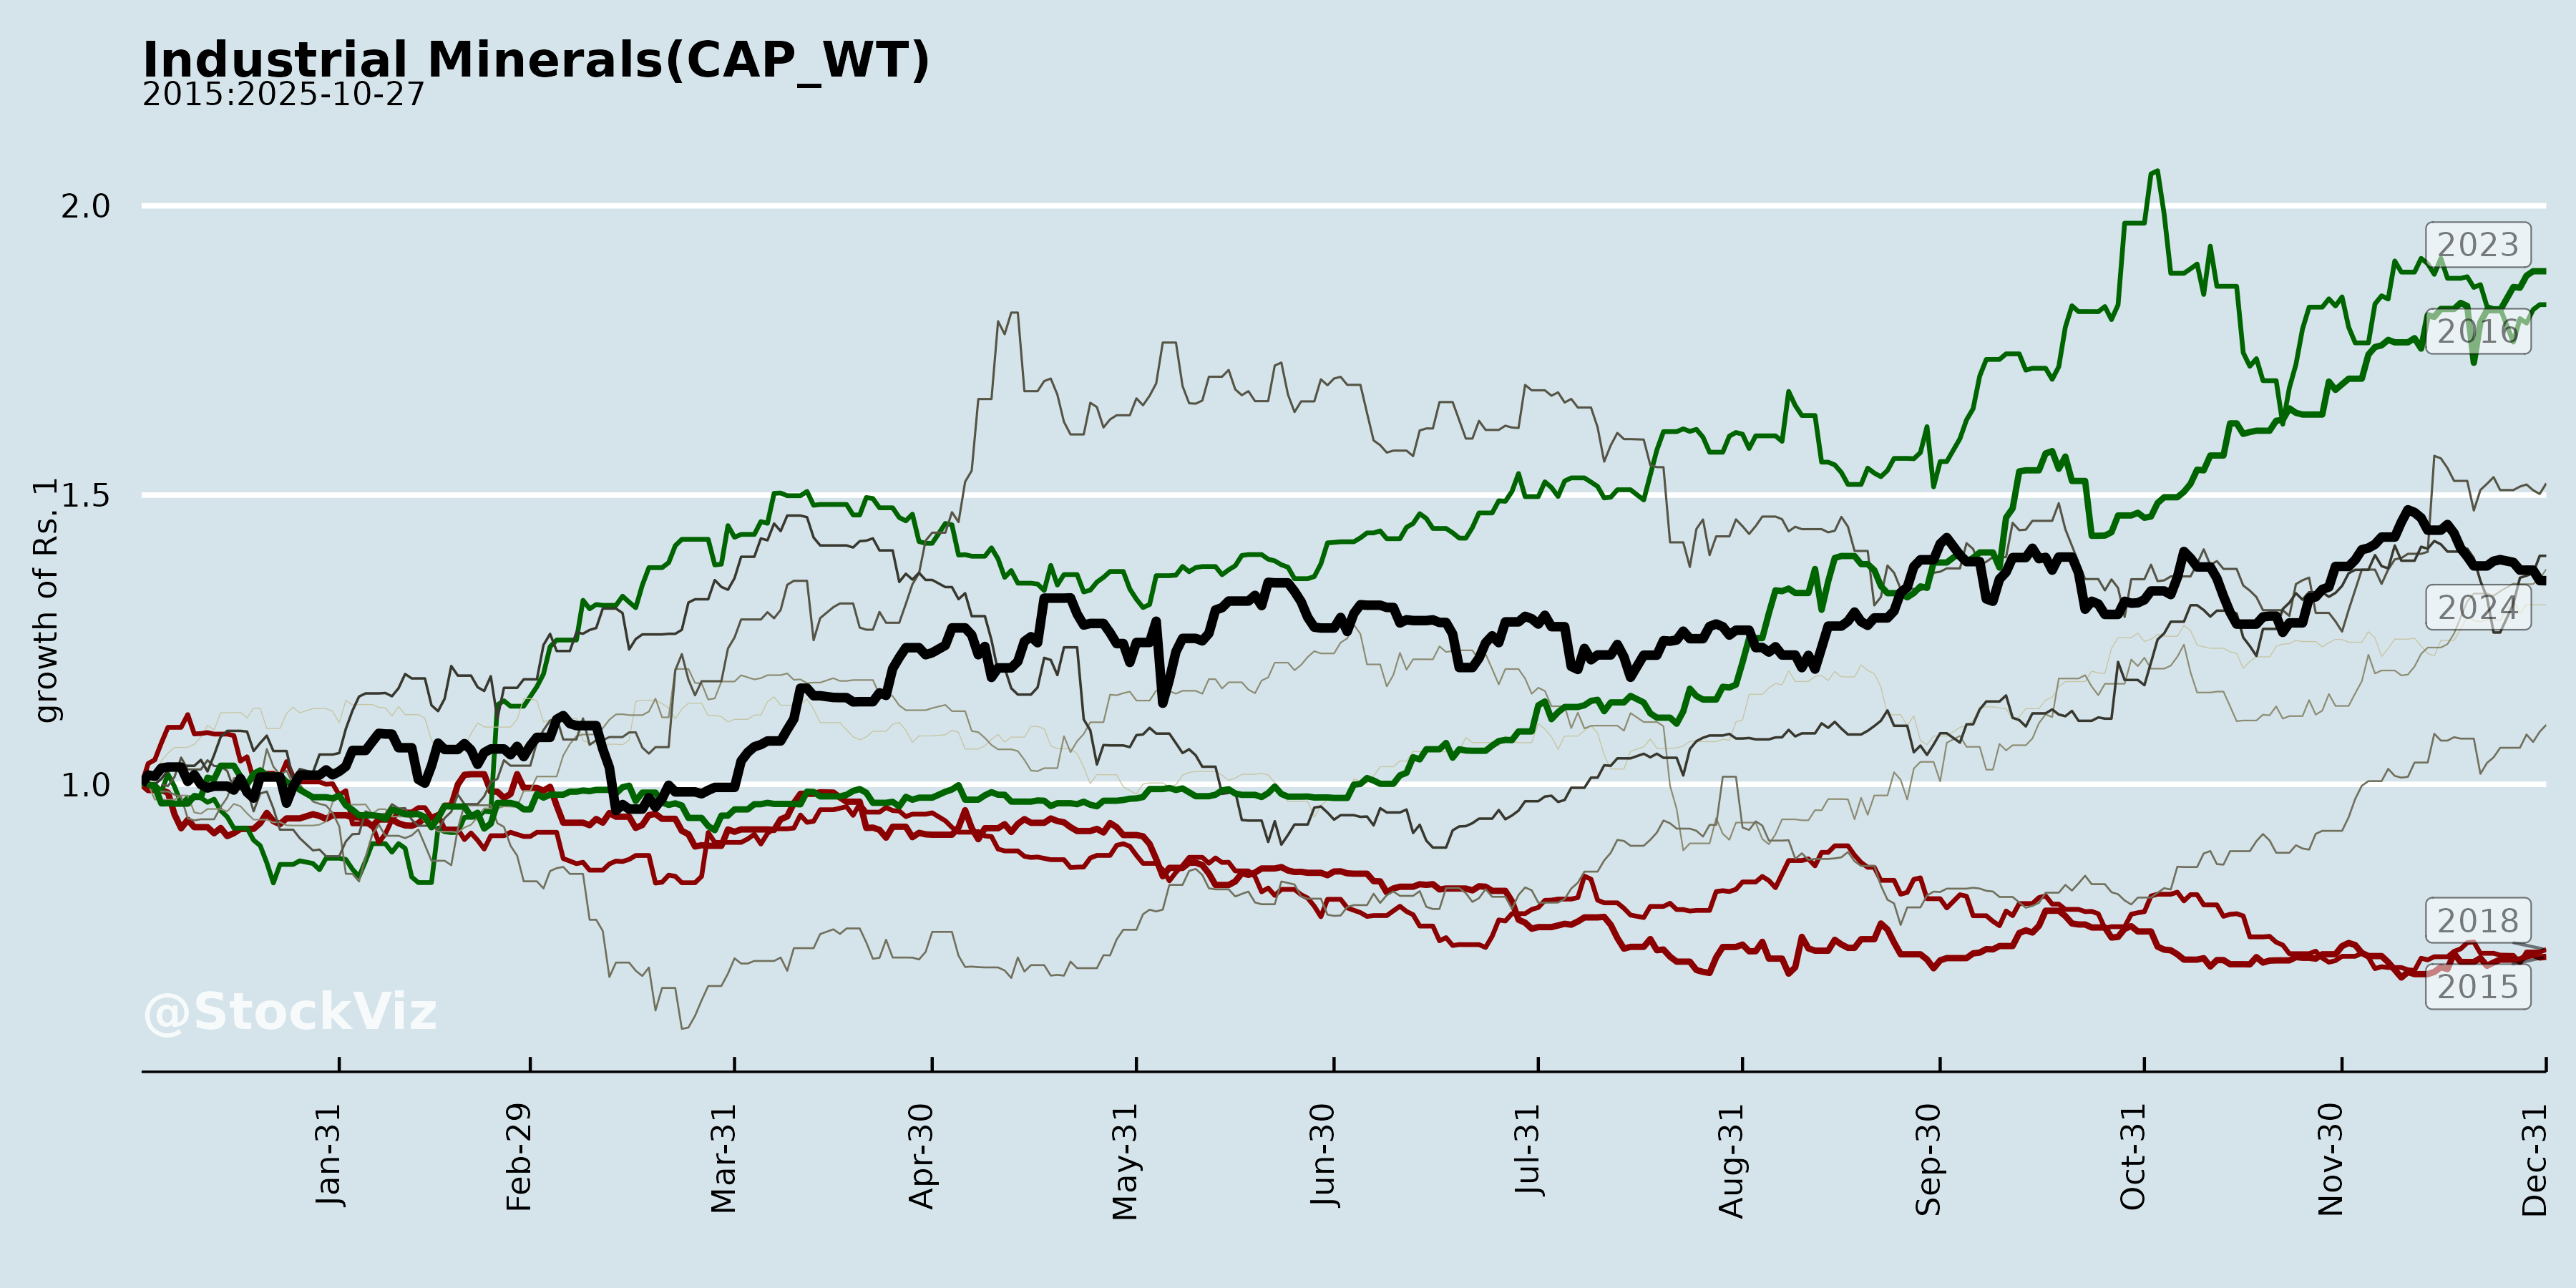 Industrial Minerals(CAP_WT)
2015:2025-10-27
growth of Rs. 1
2.0
1.5
1.0
2023
2016
2024
2018
2015
@StockViz
Jan-31
Feb-29
Mar-31
Apr-30
May-31
Jun-30
Jul-31
Aug-31
Sep-30
Oct-31
Nov-30
Dec-31